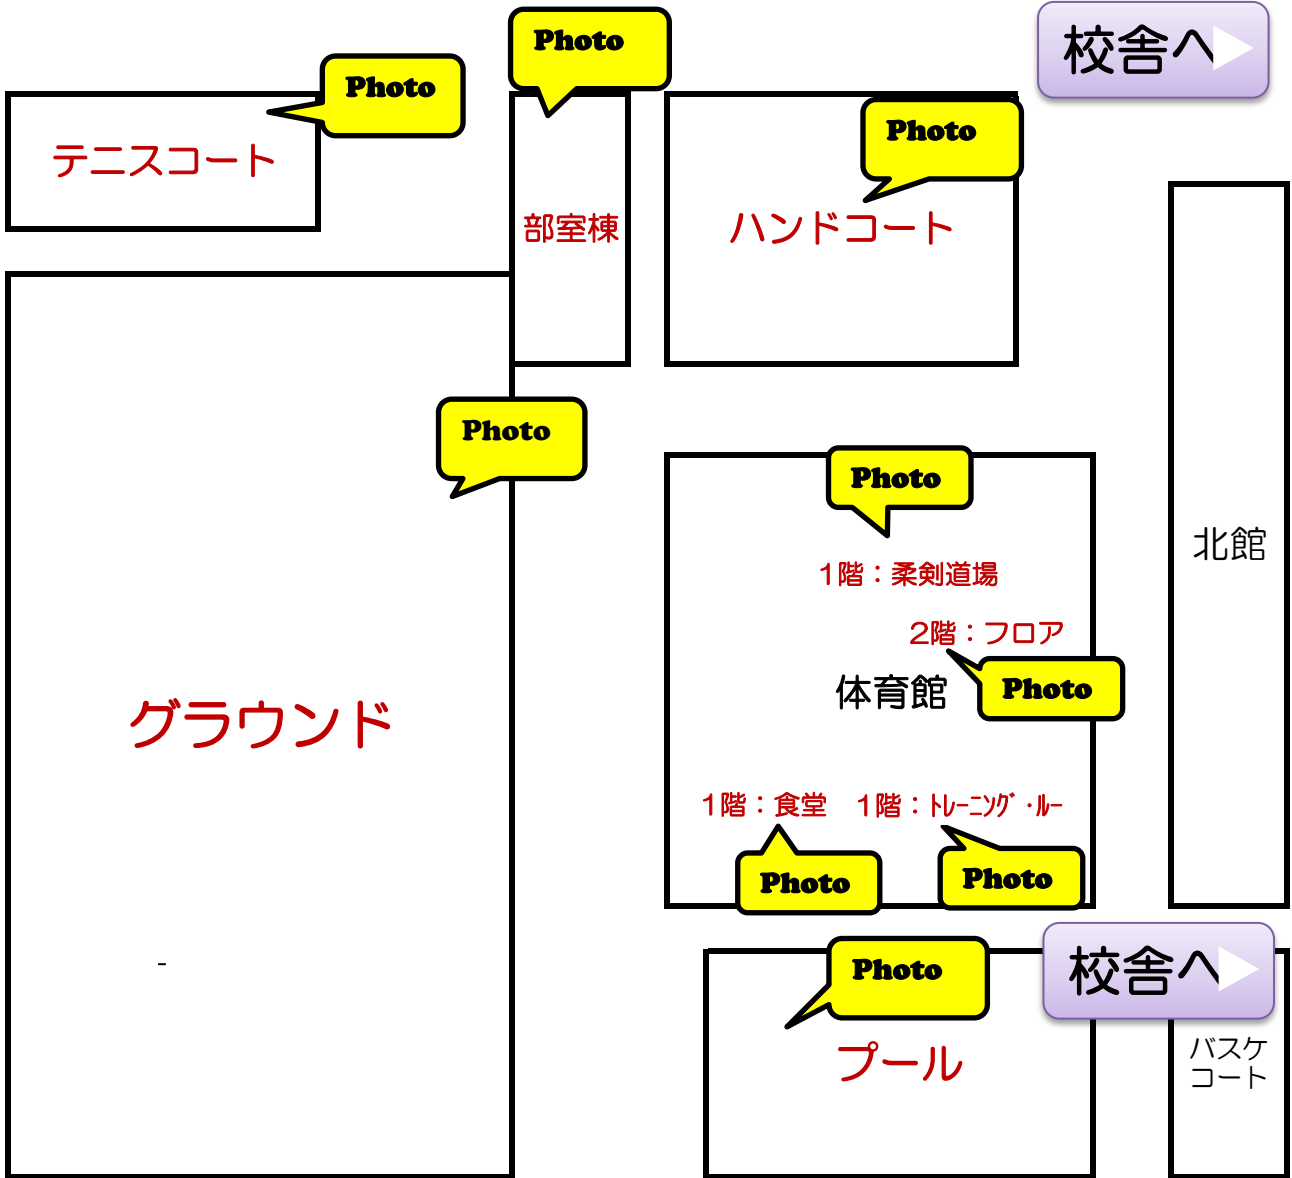 Photo
校舎へ
Photo
Photo
テニスコート
部室棟
ハンドコート
Photo
Photo
北館
1階：柔剣道場
2階：フロア
体育館
Photo
グラウンド
1階：食堂
1階：ﾄﾚｰﾆﾝｸﾞ・ﾙｰ
Photo
Photo
-
Photo
校舎へ
プール
バスケ
コート